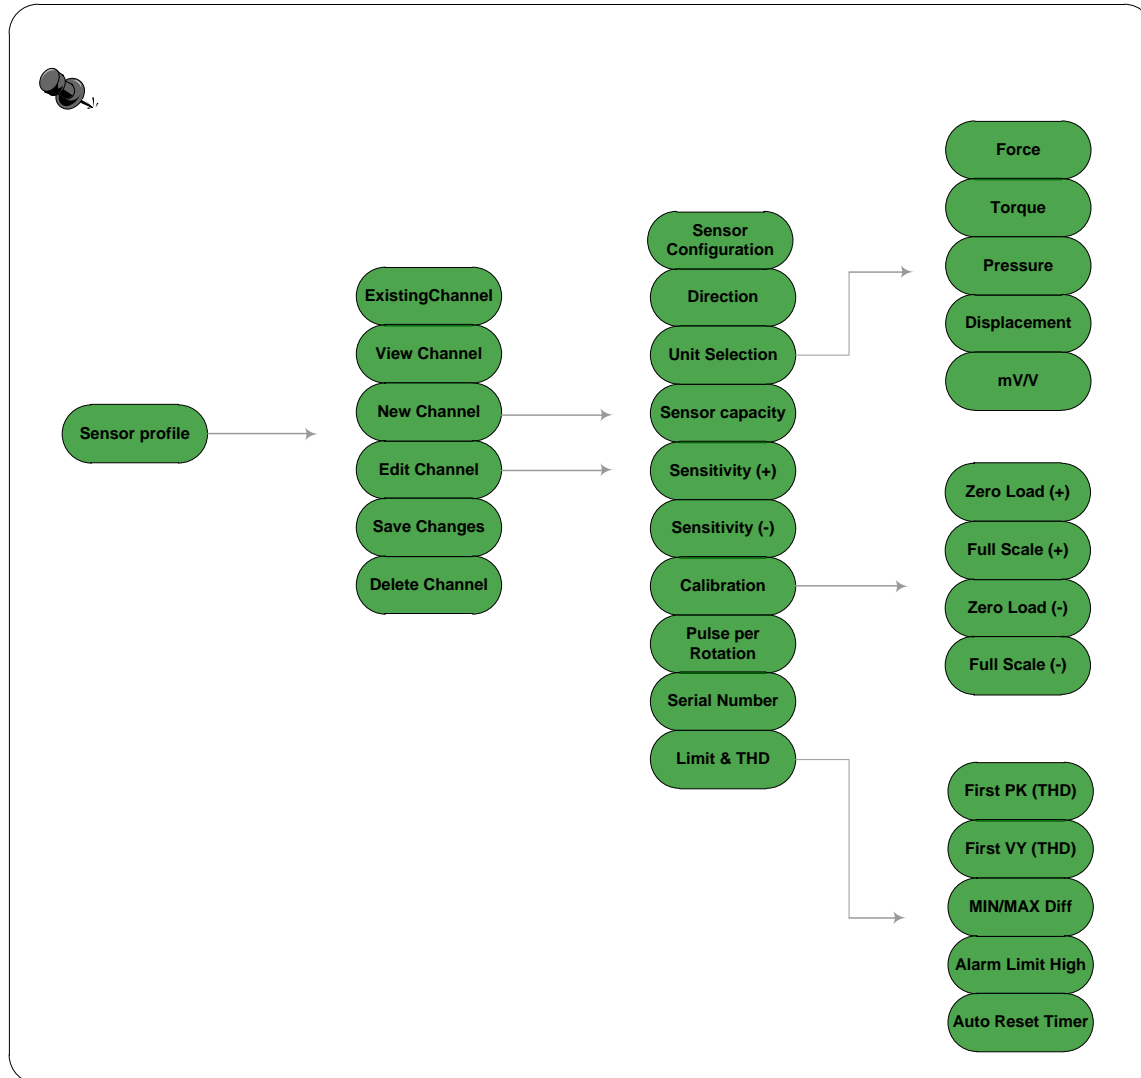 Sensor profile
ExistingChannel
View Channel
New Channel
Edit Channel
Save Changes
Delete Channel
Sensor
Configuration
Direction
Unit Selection
Sensor capacity
Sensitivity (+)
Sensitivity (-)
Calibration
Pulse per
Rotation
Serial Number
Limit & THD
Force
Torque
Pressure
Displacement
mV/V
Zero Load (+)
Full Scale (+)
Zero Load (-)
Full Scale (-)
First PK (THD)
First VY (THD)
MIN/MAX Diff
Alarm Limit High
Auto Reset Timer